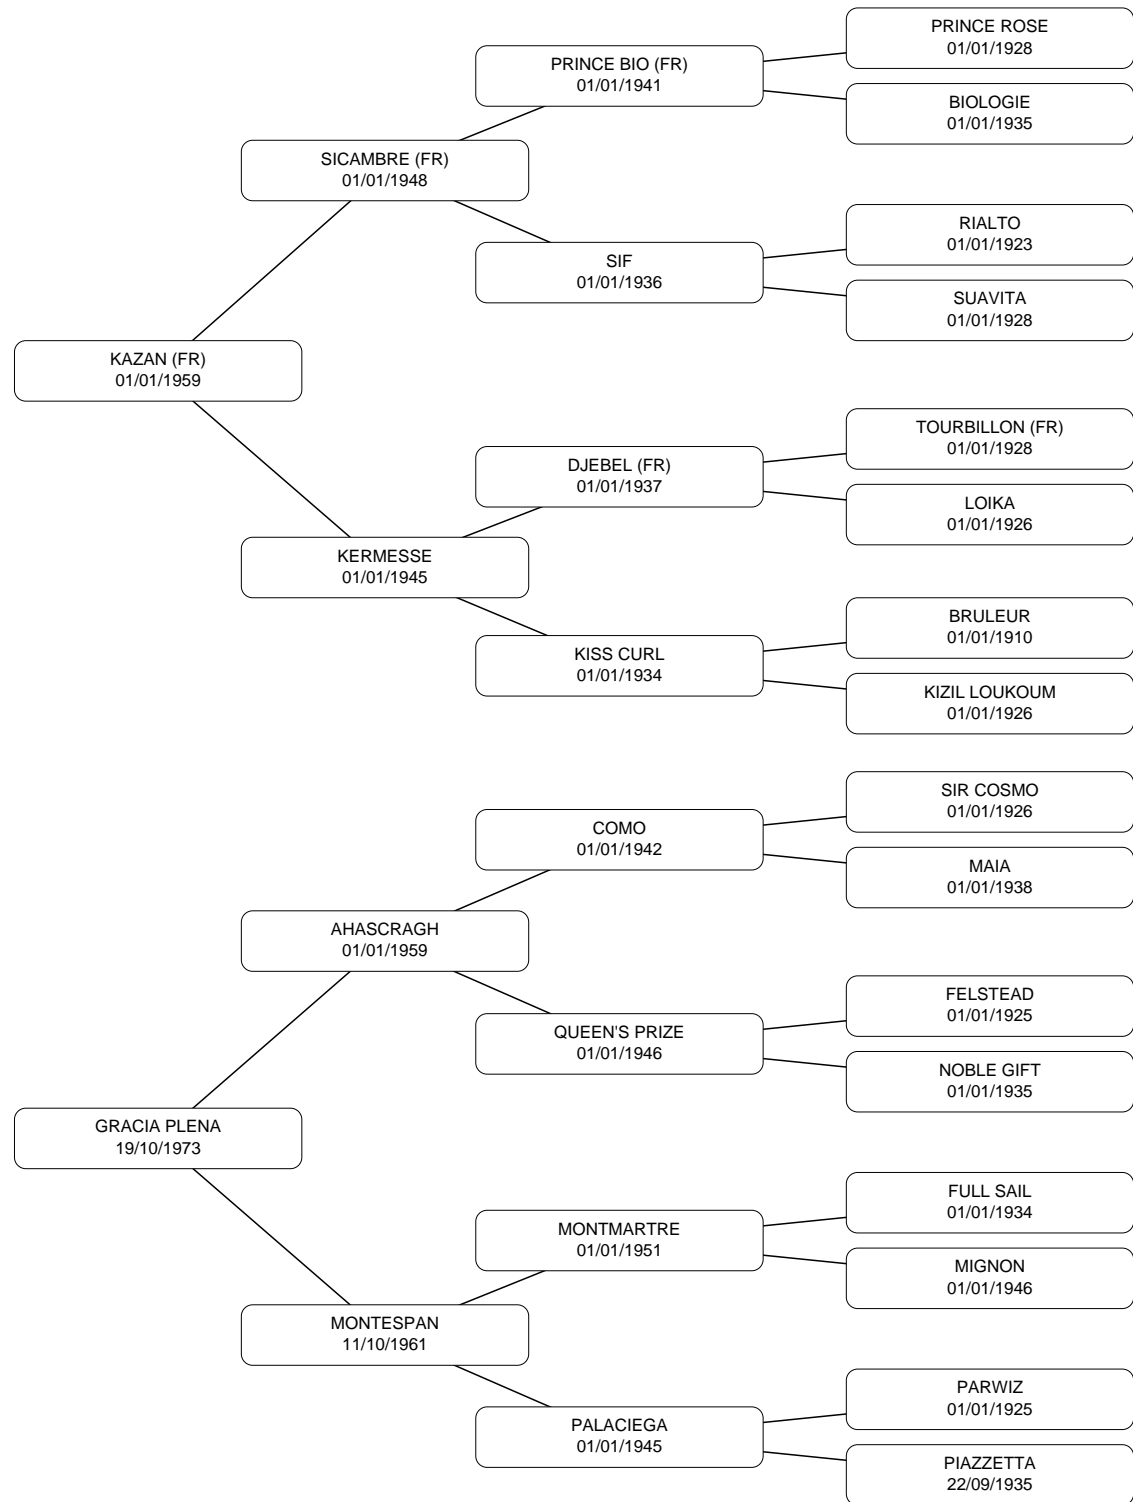 PRINCE ROSE
01/01/1928
PRINCE BIO (FR)
01/01/1941
BIOLOGIE
01/01/1935
SICAMBRE (FR)
01/01/1948
RIALTO
01/01/1923
SIF
01/01/1936
SUAVITA
01/01/1928
KAZAN (FR)
01/01/1959
TOURBILLON (FR)
01/01/1928
DJEBEL (FR)
01/01/1937
LOIKA
01/01/1926
KERMESSE
01/01/1945
BRULEUR
01/01/1910
KISS CURL
01/01/1934
KIZIL LOUKOUM
01/01/1926
SIR COSMO
01/01/1926
COMO
01/01/1942
MAIA
01/01/1938
AHASCRAGH
01/01/1959
FELSTEAD
01/01/1925
QUEEN'S PRIZE
01/01/1946
NOBLE GIFT
01/01/1935
GRACIA PLENA
19/10/1973
FULL SAIL
01/01/1934
MONTMARTRE
01/01/1951
MIGNON
01/01/1946
MONTESPAN
11/10/1961
PARWIZ
01/01/1925
PALACIEGA
01/01/1945
PIAZZETTA
22/09/1935